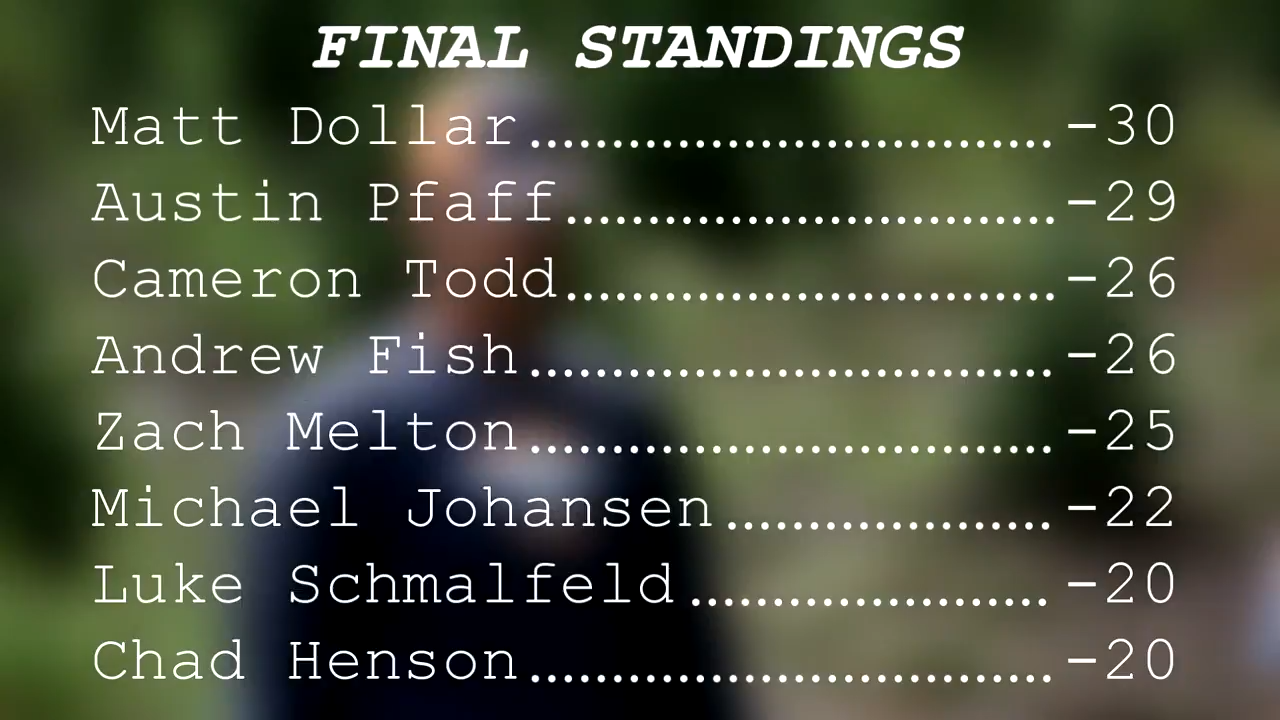 FINAL STANDINGS
Matt Dollar................................-30
Austin Pfaff..............................-29
Cameron Todd..............................-26
Andrew Fish................................-26
Zach Melton................................-25
Michael Johansen....................-22
Luke Schmalfeld......................-20
Chad Henson................................-20